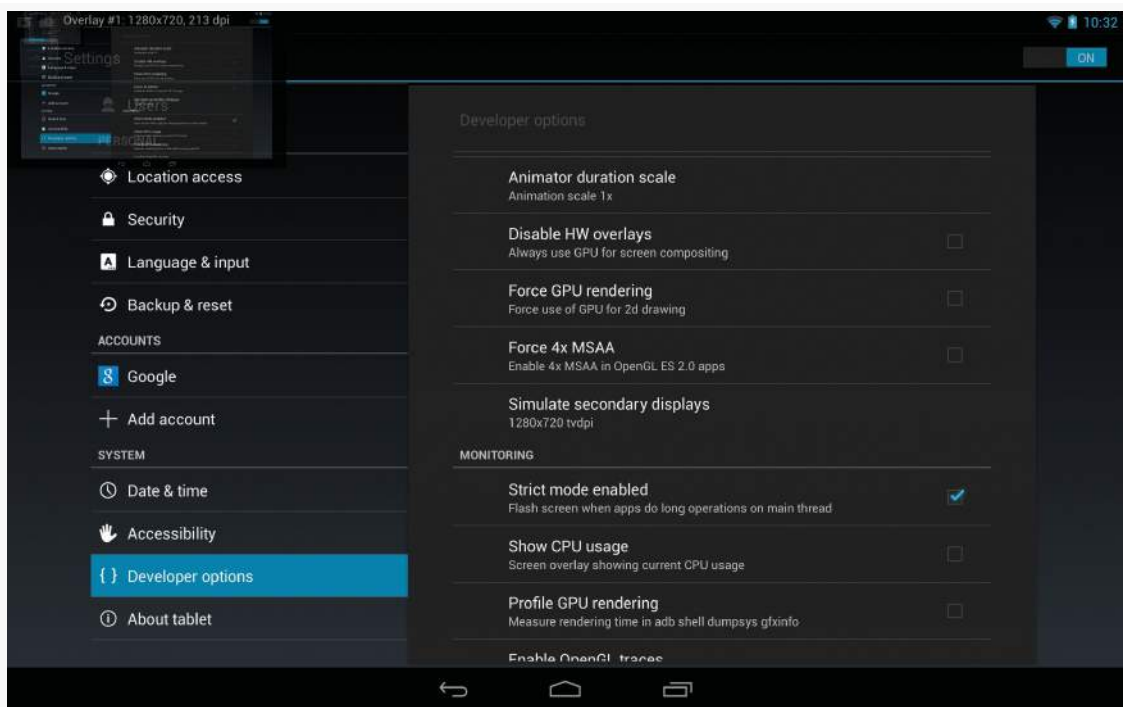 Overlay #1: 1280x720, 213 dpi
10:32
Settings
ON
Users
PERSONAL
Location access
Security
Language & input
Backup & reset
ACCOUNTS
Google
Add account
SYSTEM
Date & time
Accessibility
{ } Developer options
About tablet
Developer options
Animator duration scale
Animation scale 1x
Disable HW overlays
Always use GPU for screen compositing
Force GPU rendering
Force use of GPU for 2d drawing
Force 4x MSAA
Enable 4x MSAA in OpenGL ES 2.0 apps
Simulate secondary displays
1280x720 tvdpi
MONITORING
Strict mode enabled
Flash screen when apps do long operations on main thread
Show CPU usage
Screen overlay showing current CPU usage
Profile GPU rendering
Measure rendering time in adb shell dumpsys gfxinfo
Enable OpenGL traces